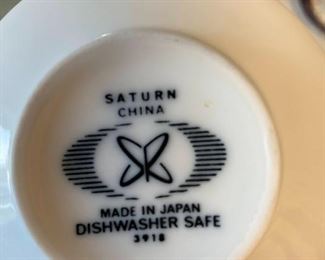 SATURN
CHINA
MADE IN JAPAN
DISHWASHER SAFE
3918